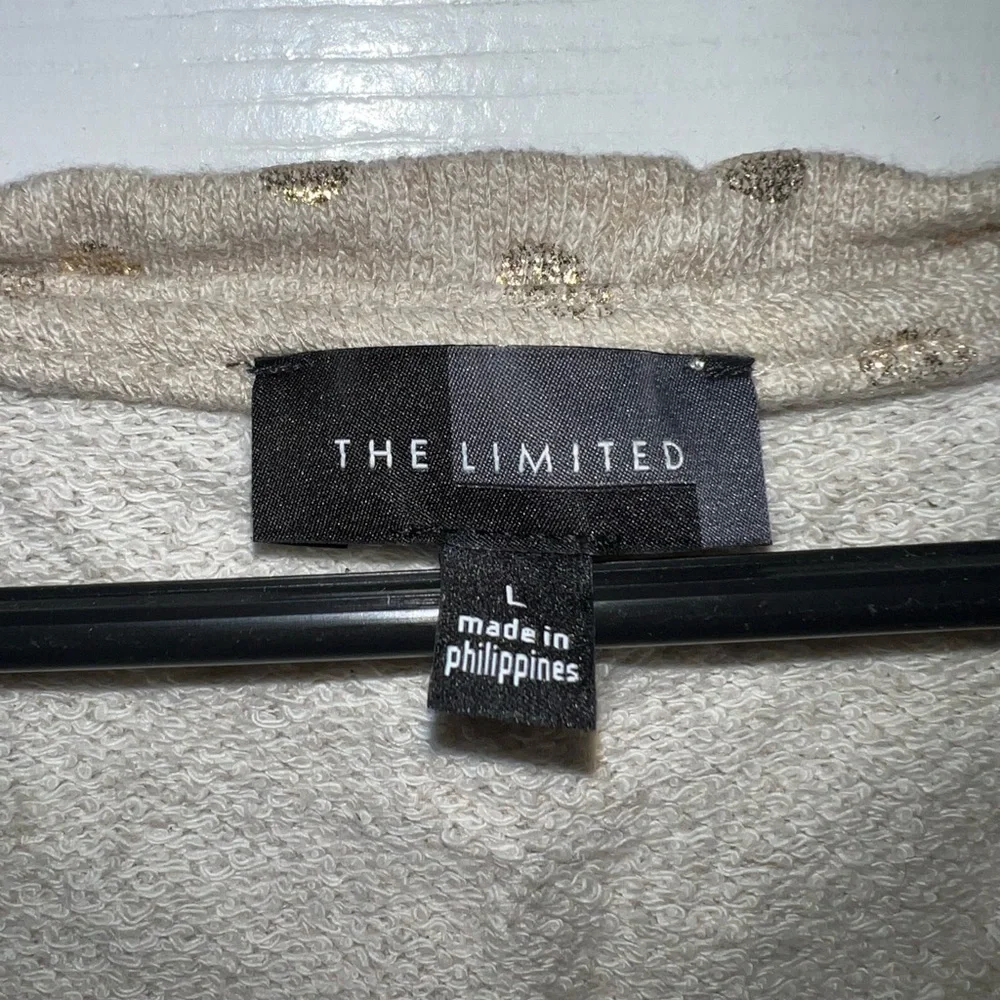 THE LIMITED
L
made in
philippines